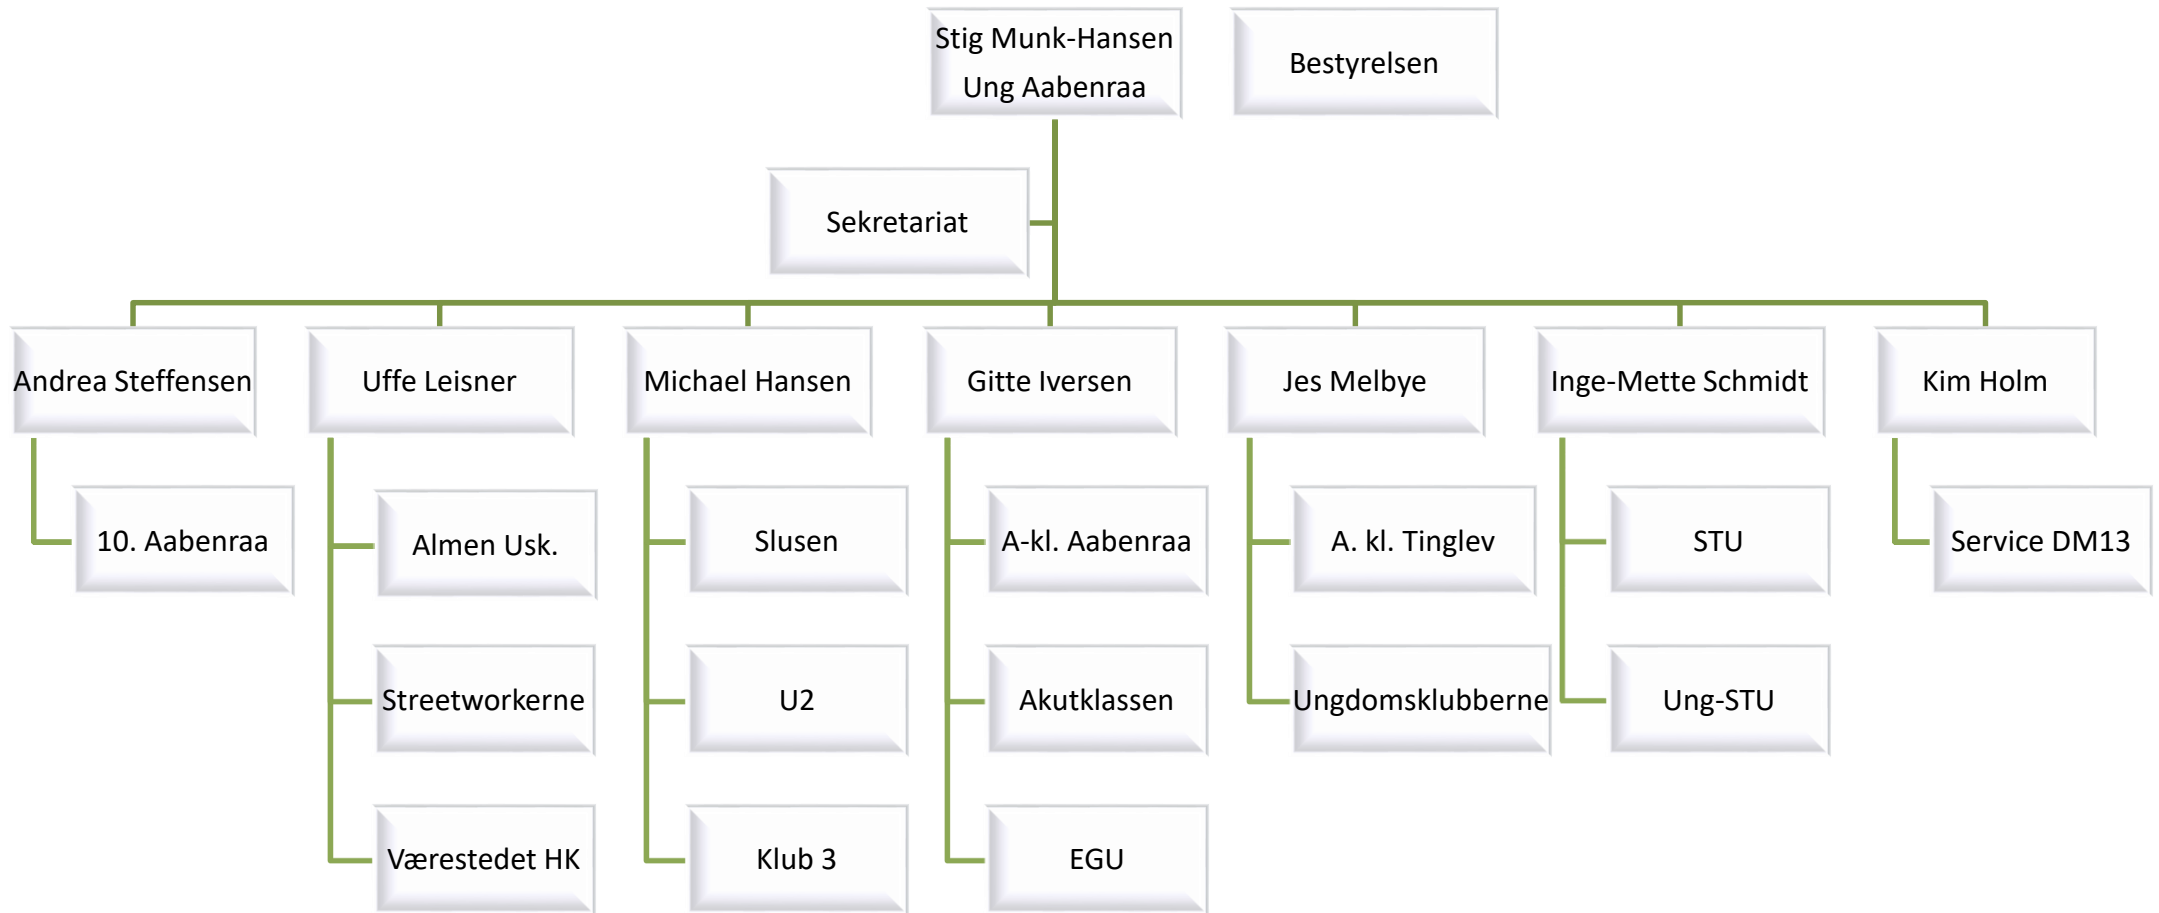 Stig Munk-Hansen
Ung Aabenraa
Bestyrelsen
Sekretariat
Andrea Steffensen
Uffe Leisner
Michael Hansen
Gitte Iversen
Jes Melbye
Inge-Mette Schmidt
Kim Holm
10. Aabenraa
Almen Usk.
Slusen
A-kl. Aabenraa
A. kl. Tinglev
STU
Service DM13
Streetworkerne
U2
Akutklassen
Ungdomsklubberne
Ung-STU
Værestedet HK
Klub 3
EGU